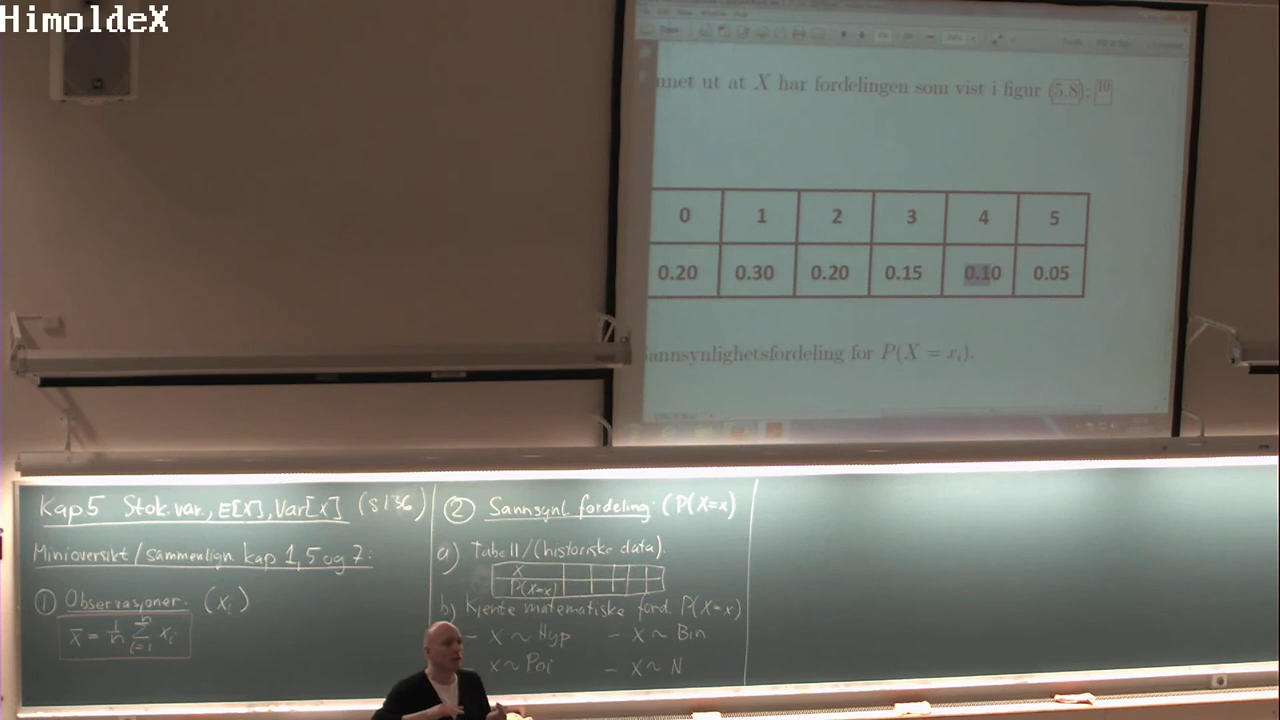 HimoldeX
nnet ut at X har fordelingen som vist i figur (5.8): 10
0 1 2 3 4 5
0.20 0.30 0.20 0.15 0.10 0.05
annsynlighetsfordeling for P(X = xᵢ).
Kap 5 Stok.var., E[X], Var[X] (s 136)
Minioversikt/sammenlign. kap 1, 5 og 7:
① Observasjoner. (xᵢ)
x̄ = 1/n ∑ᵢ₌₁ⁿ xᵢ
② Sannsynl. fordeling: (P(X=x)
a) Tabell/(historiske data).
X
P(X=x)
b) Kjente matematiske ford. P(X=x)
- X ~ Hyp - X ~ Bin
X ~ Poi - X ~ N